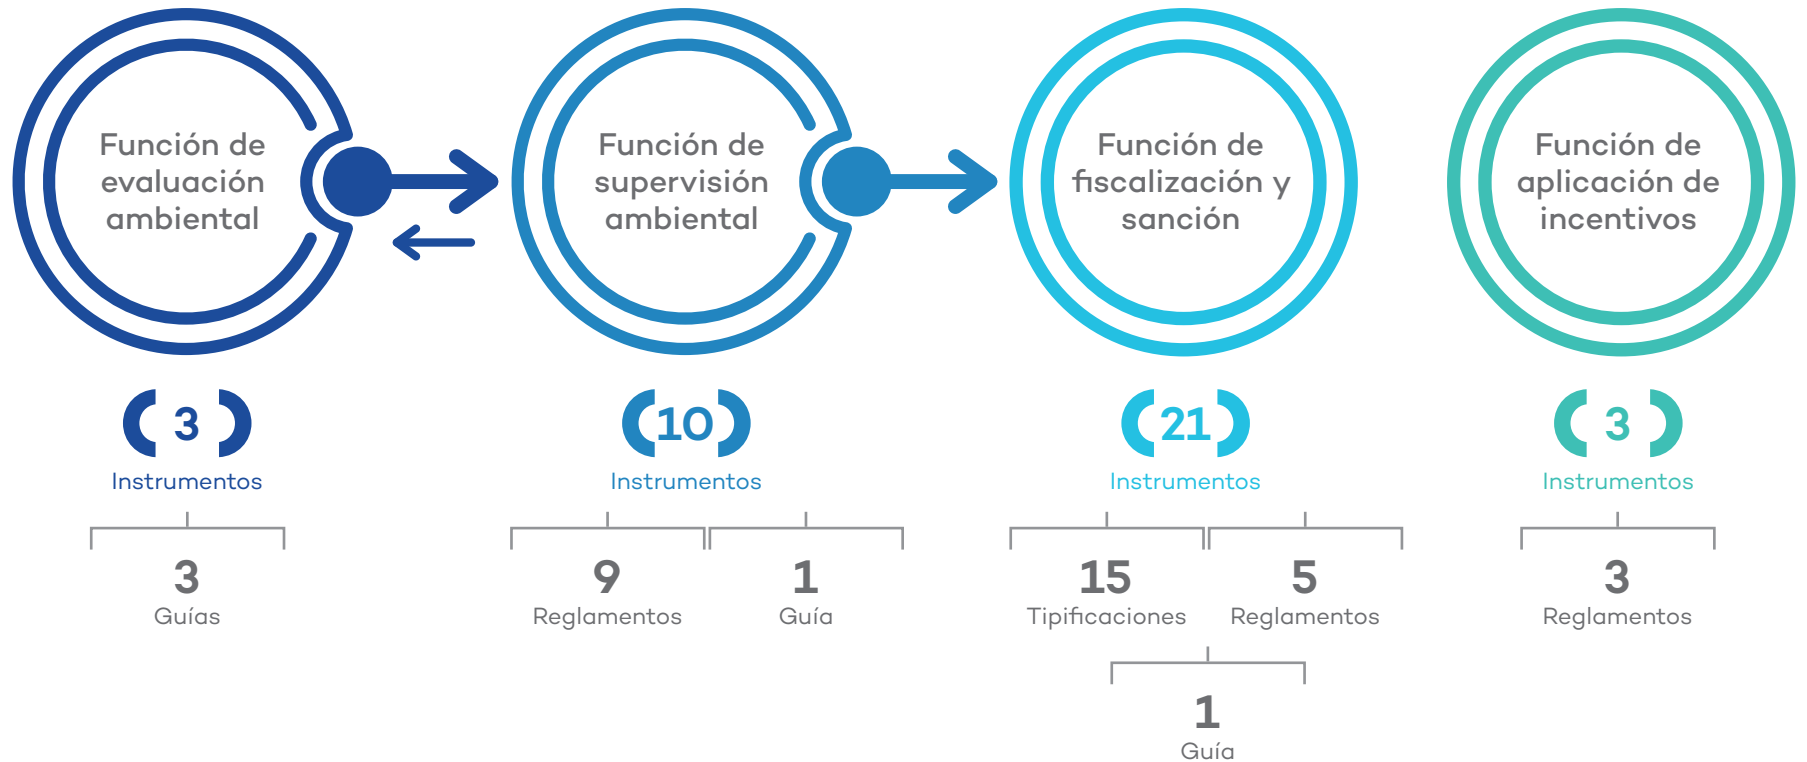 Función de
evaluación
ambiental
Función de
supervisión
ambiental
Función de
fiscalización y
sanción
Función de
aplicación de
incentivos
3
Instrumentos
10
Instrumentos
21
Instrumentos
3
Instrumentos
3
Guías
9
Reglamentos
1
Guía
15
Tipificaciones
5
Reglamentos
1
Guía
3
Reglamentos